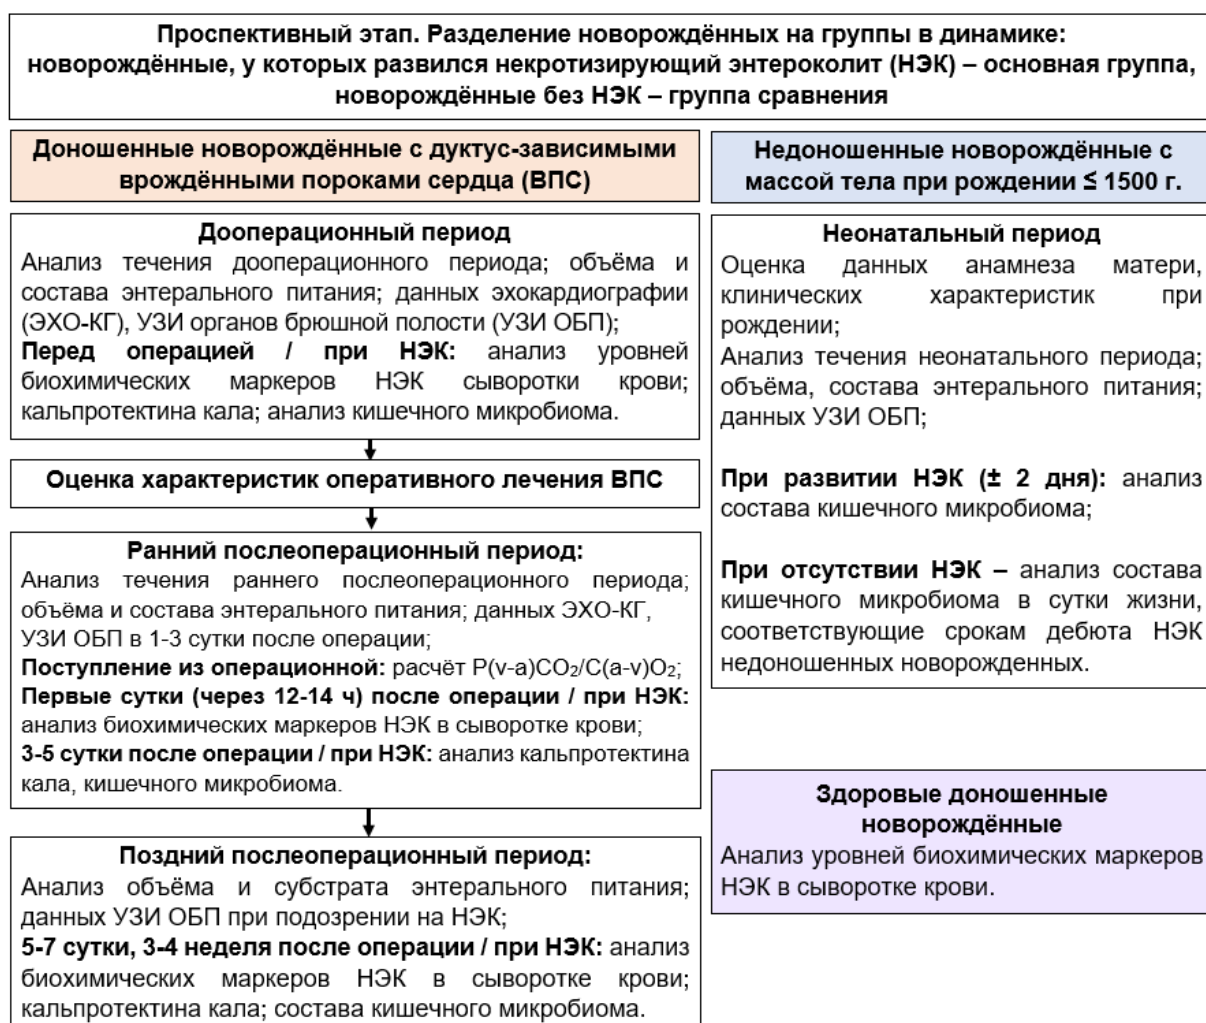 Проспективный этап. Разделение новорождённых на группы в динамике:
новорождённые, у которых развился некротизирующий энтероколит (НЭК) – основная группа,
новорождённые без НЭК – группа сравнения
Доношенные новорождённые с дуктус-зависимыми
врождёнными пороками сердца (ВПС)
Дооперационный период
Анализ течения дооперационного периода; объёма и
состава энтерального питания; данных эхокардиографии
(ЭХО-КГ), УЗИ органов брюшной полости (УЗИ ОБП);
Перед операцией / при НЭК: анализ уровней
биохимических маркеров НЭК сыворотки крови;
кальпротектина кала; анализ кишечного микробиома.
Оценка характеристик оперативного лечения ВПС
Ранний послеоперационный период:
Анализ течения раннего послеоперационного периода;
объёма и состава энтерального питания; данных ЭХО-КГ,
УЗИ ОБП в 1-3 сутки после операции;
Поступление из операционной: расчёт P(v-a)CO₂/C(a-v)O₂;
Первые сутки (через 12-14 ч) после операции / при НЭК:
анализ биохимических маркеров НЭК в сыворотке крови;
3-5 сутки после операции / при НЭК: анализ кальпротектина
кала, кишечного микробиома.
Поздний послеоперационный период:
Анализ объёма и субстрата энтерального питания;
данных УЗИ ОБП при подозрении на НЭК;
5-7 сутки, 3-4 неделя после операции / при НЭК: анализ
биохимических маркеров НЭК в сыворотке крови;
кальпротектина кала; состава кишечного микробиома.
Недоношенные новорождённые с
массой тела при рождении ≤ 1500 г.
Неонатальный период
Оценка данных анамнеза матери,
клинических характеристик при
рождении;
Анализ течения неонатального периода;
объёма, состава энтерального питания;
данных УЗИ ОБП;
При развитии НЭК (± 2 дня): анализ
состава кишечного микробиома;
При отсутствии НЭК – анализ состава
кишечного микробиома в сутки жизни,
соответствующие срокам дебюта НЭК
недоношенных новорожденных.
Здоровые доношенные
новорождённые
Анализ уровней биохимических маркеров
НЭК в сыворотке крови.